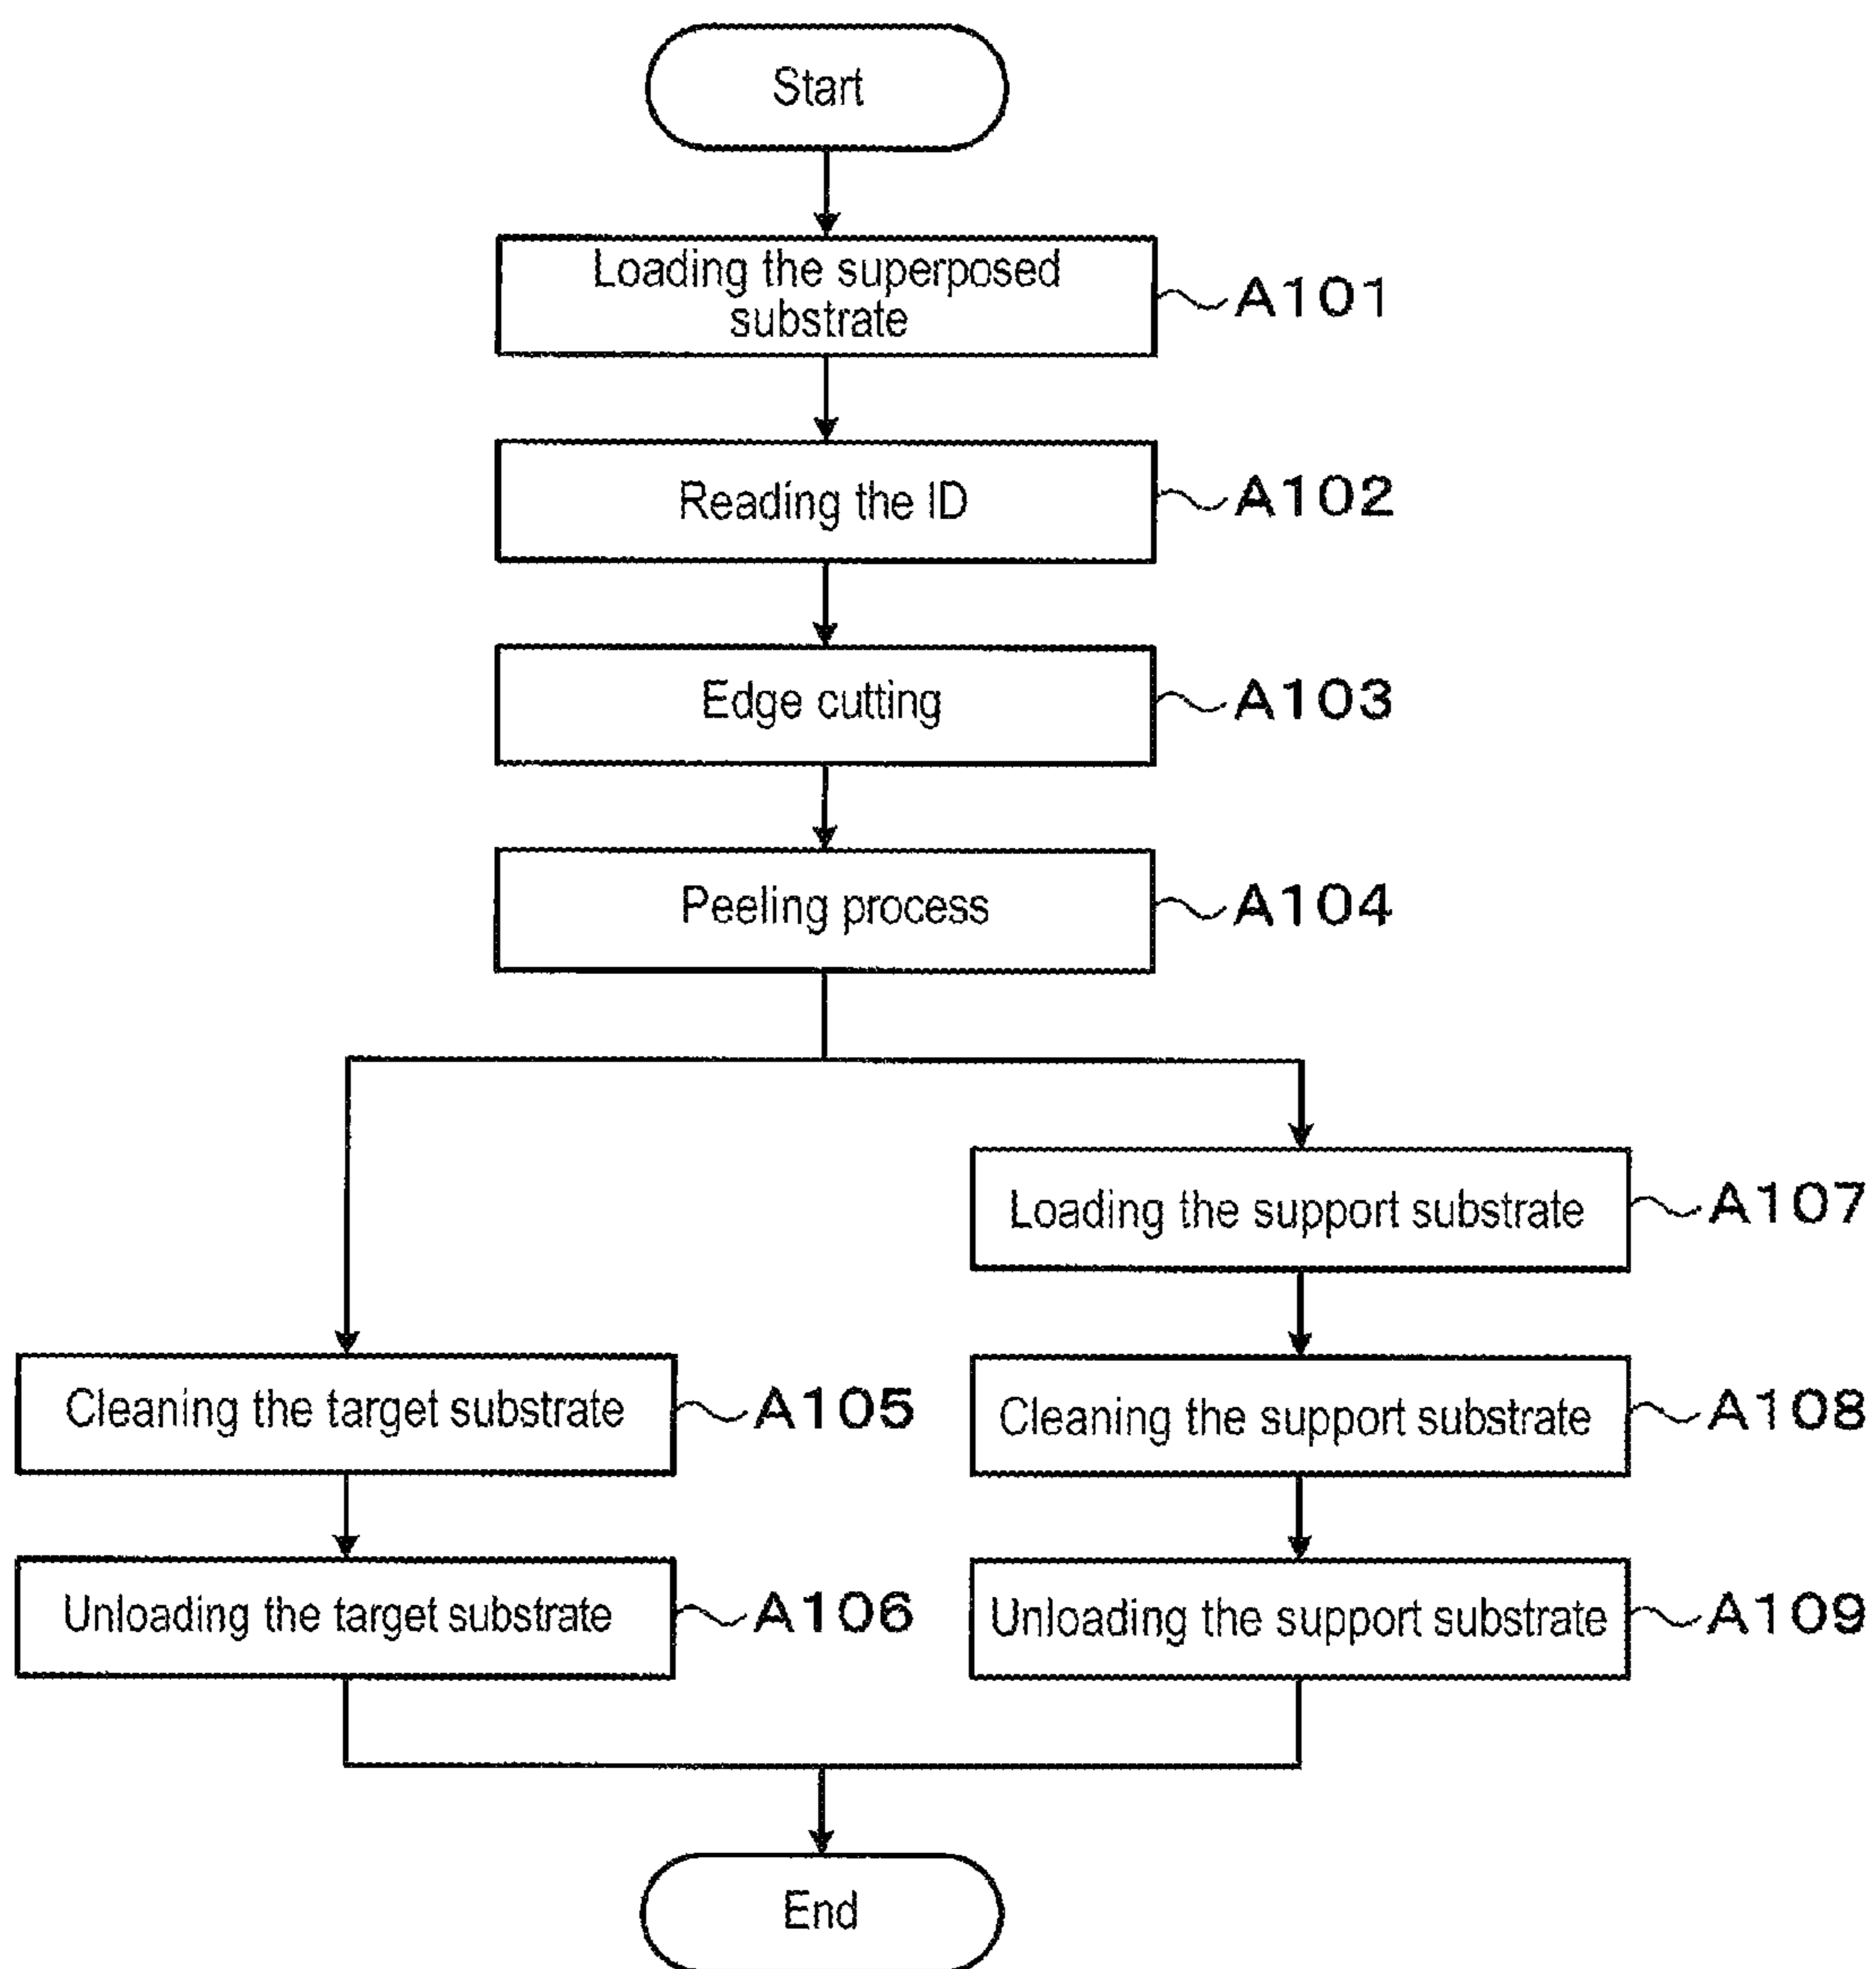 Start
Loading the superposed
substrate
A101
Reading the ID
A102
Edge cutting
A103
Peeling process
A104
Loading the support substrate
A107
Cleaning the target substrate
A105
Cleaning the support substrate
A108
Unloading the target substrate
A106
Unloading the support substrate
A109
End